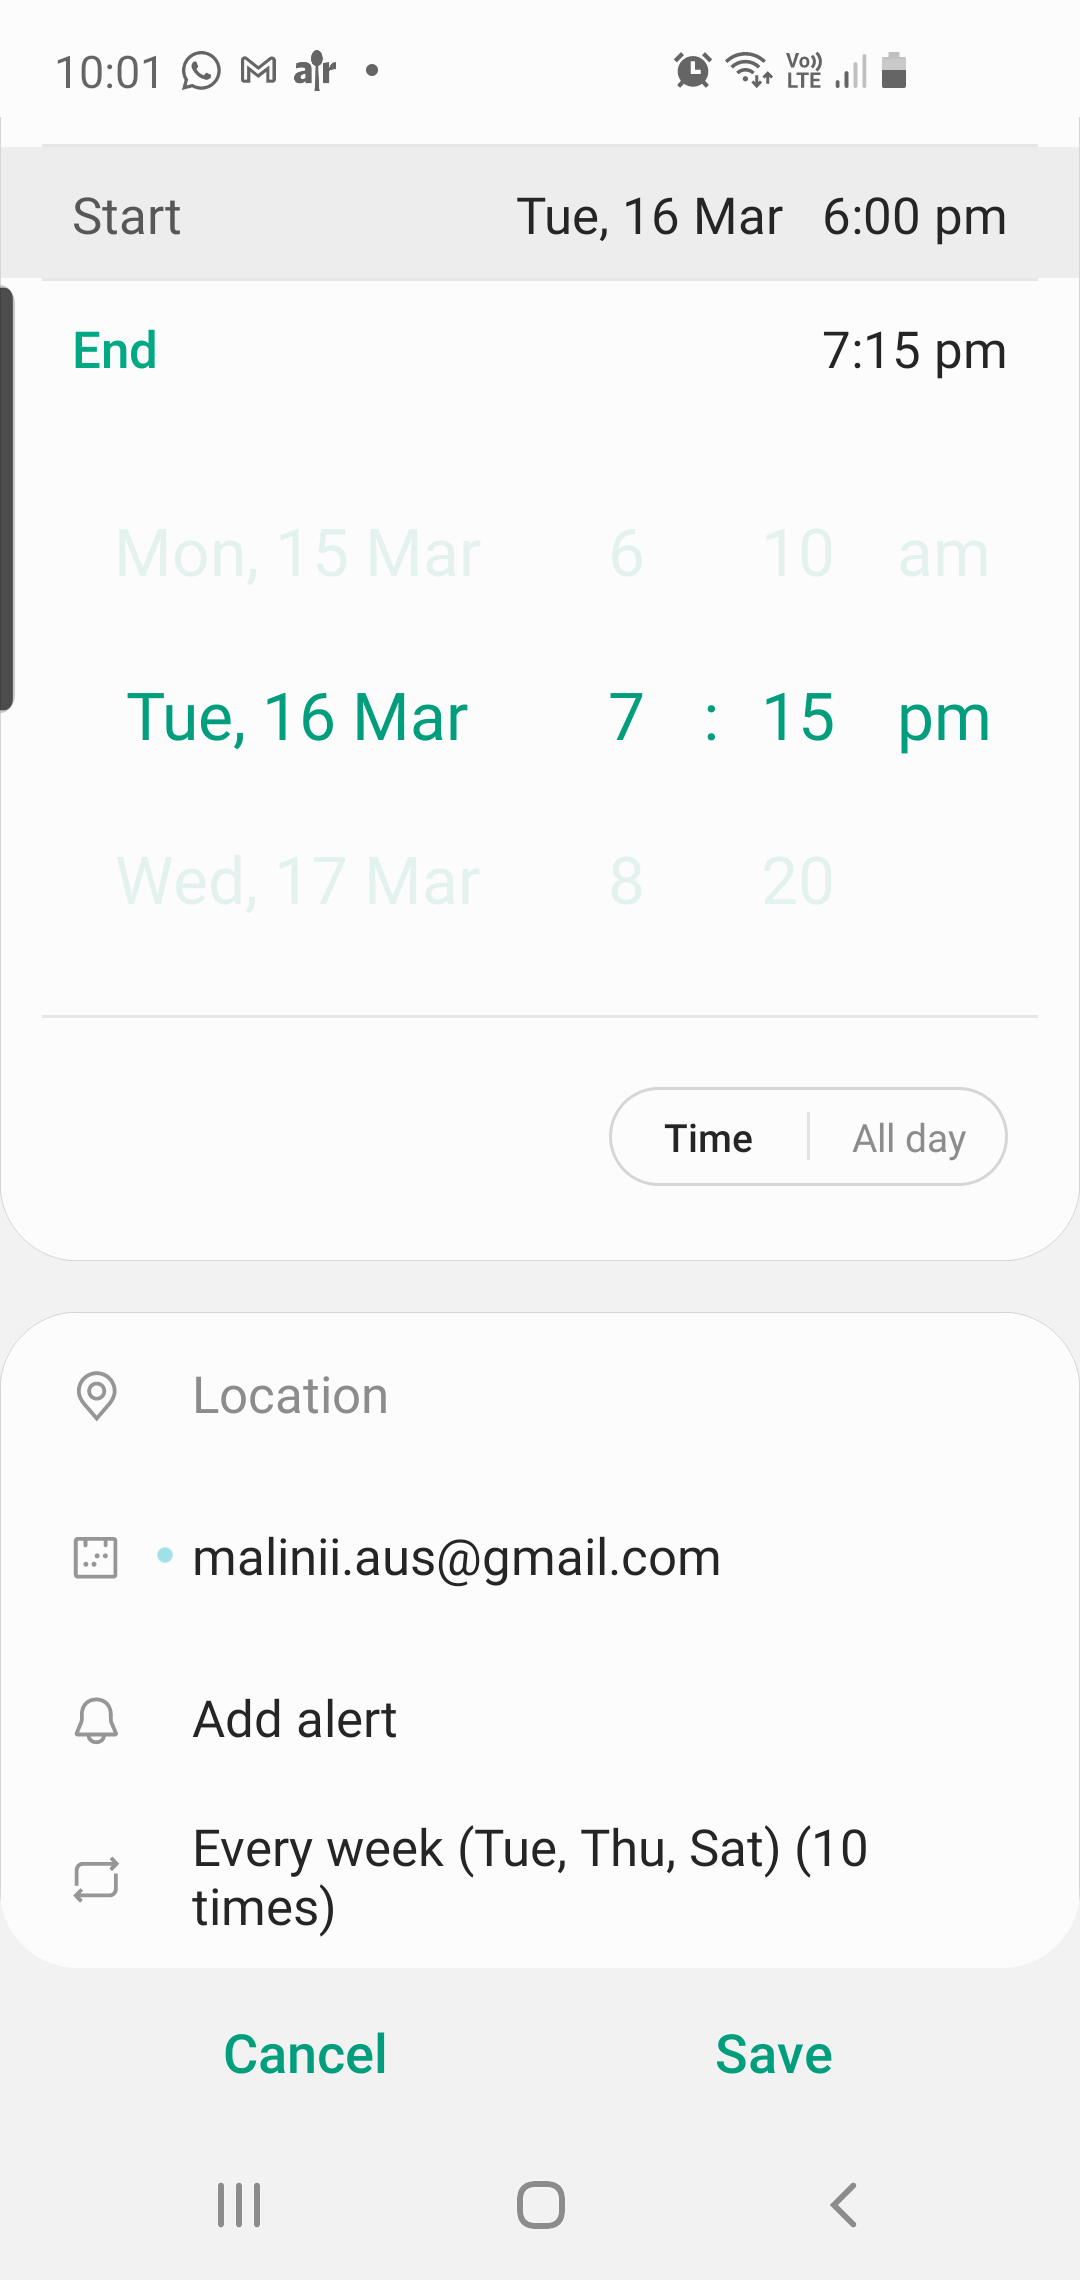 10:01 air Vo)) LTE
Start Tue, 16 Mar 6:00 pm
End 7:15 pm
Mon, 15 Mar 6 10 am
Tue, 16 Mar 7 : 15 pm
Wed, 17 Mar 8 20
Time All day
Location
malinii.aus@gmail.com
Add alert
Every week (Tue, Thu, Sat) (10
times)
Cancel Save